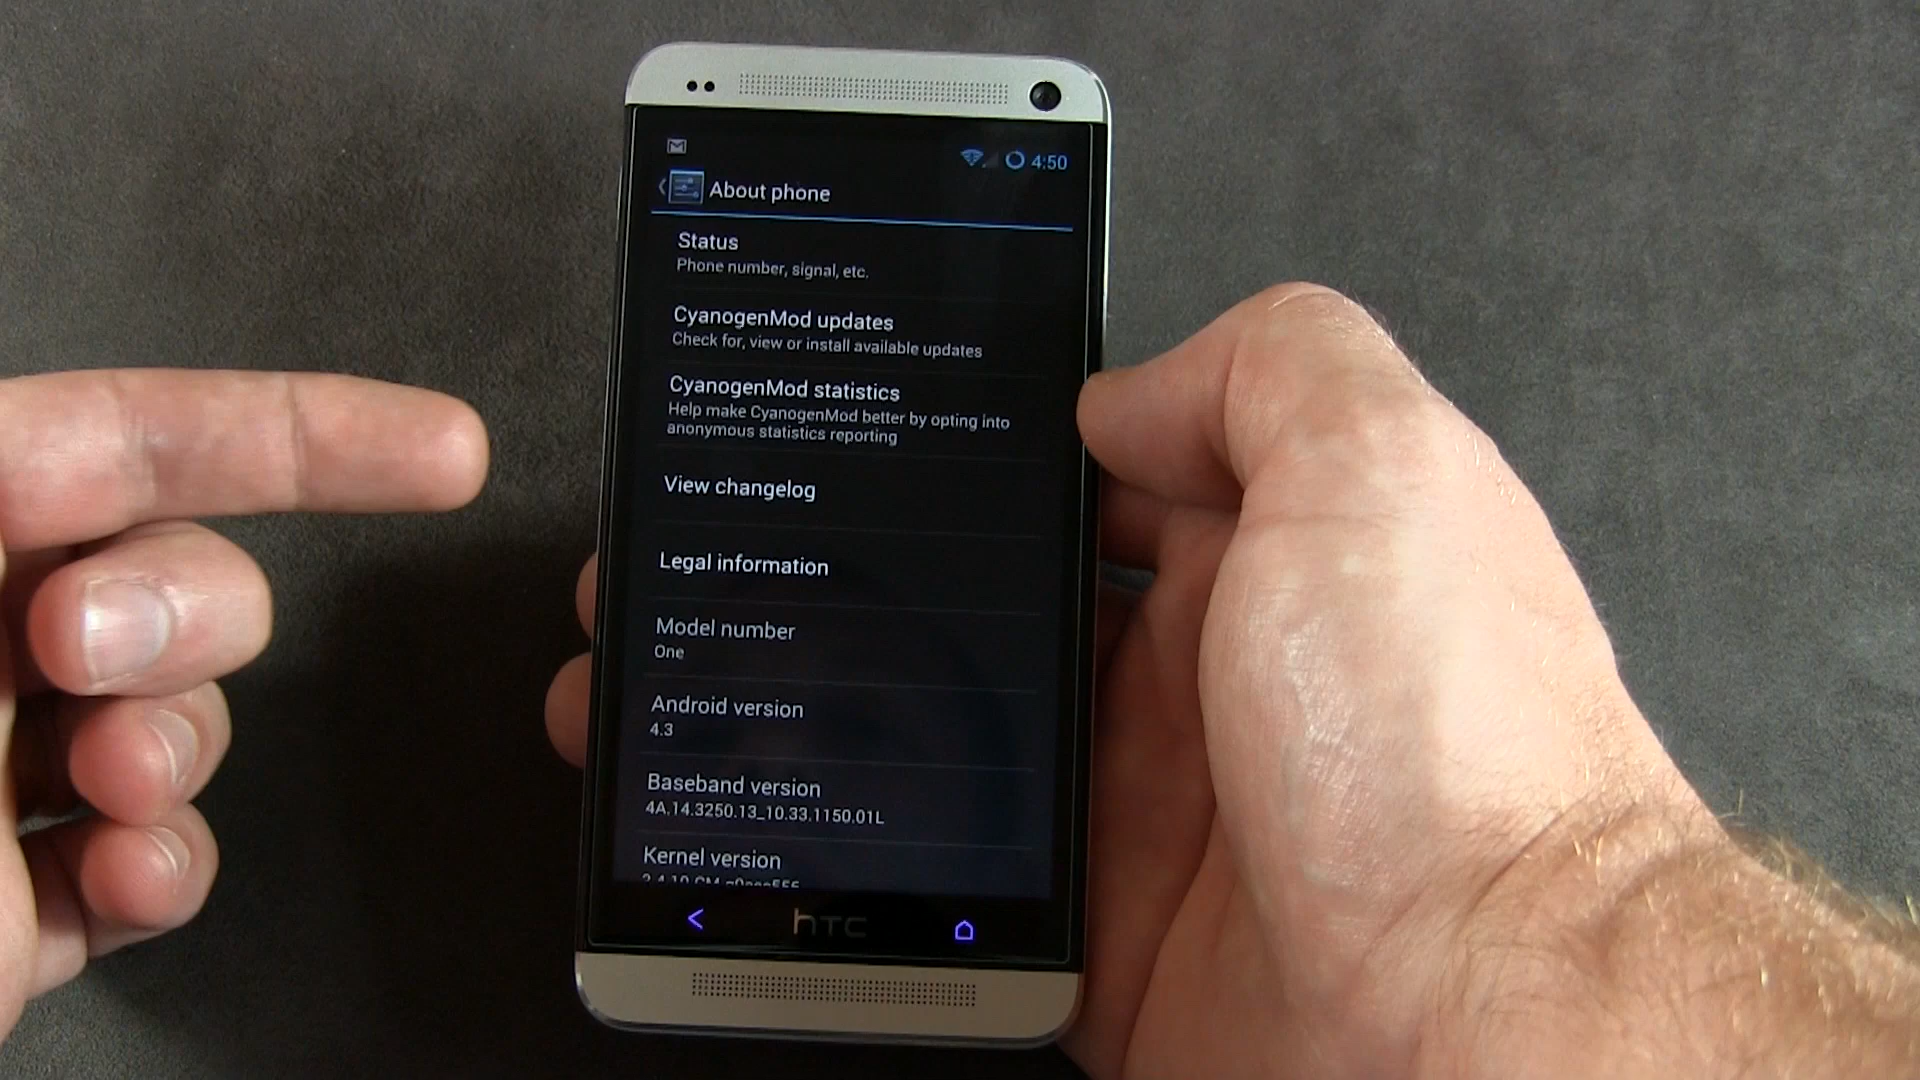 4:50
About phone
Status
Phone number, signal, etc.
CyanogenMod updates
Check for, view or install available updates
CyanogenMod statistics
Help make CyanogenMod better by opting into
anonymous statistics reporting
View changelog
Legal information
Model number
One
Android version
4.3
Baseband version
4A.14.3250.13_10.33.1150.01L
Kernel version
hTC